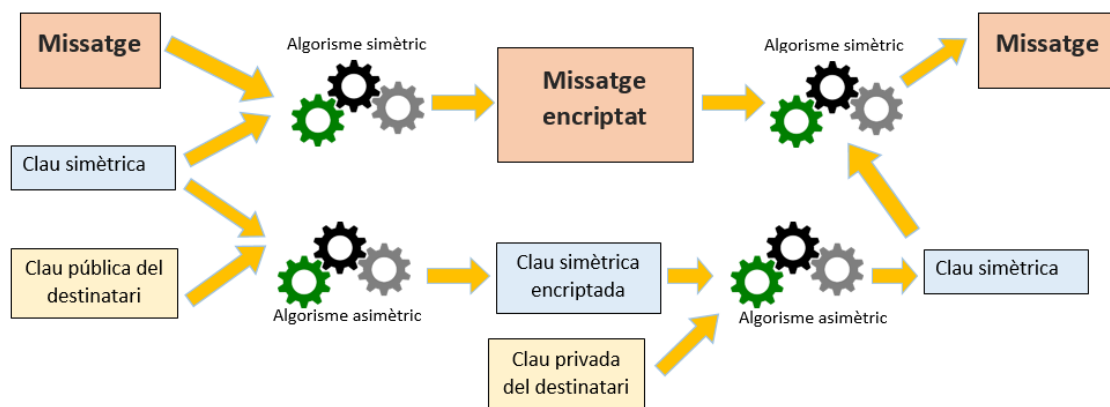 Missatge
Algorisme simètric
Missatge
encriptat
Algorisme simètric
Missatge
Clau simètrica
Clau pública del
destinatari
Algorisme asimètric
Clau simètrica
encriptada
Algorisme asimètric
Clau simètrica
Clau privada
del destinatari